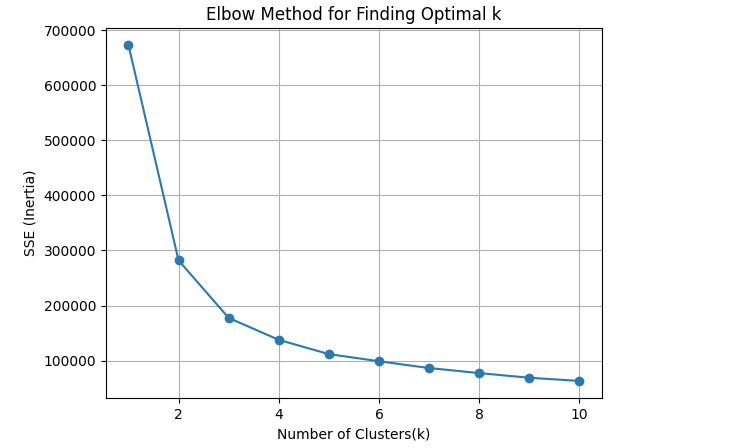 Elbow Method for Finding Optimal k
700000
600000
500000
400000
300000
200000
100000
SSE (Inertia)
2 4 6 8 10
Number of Clusters(k)